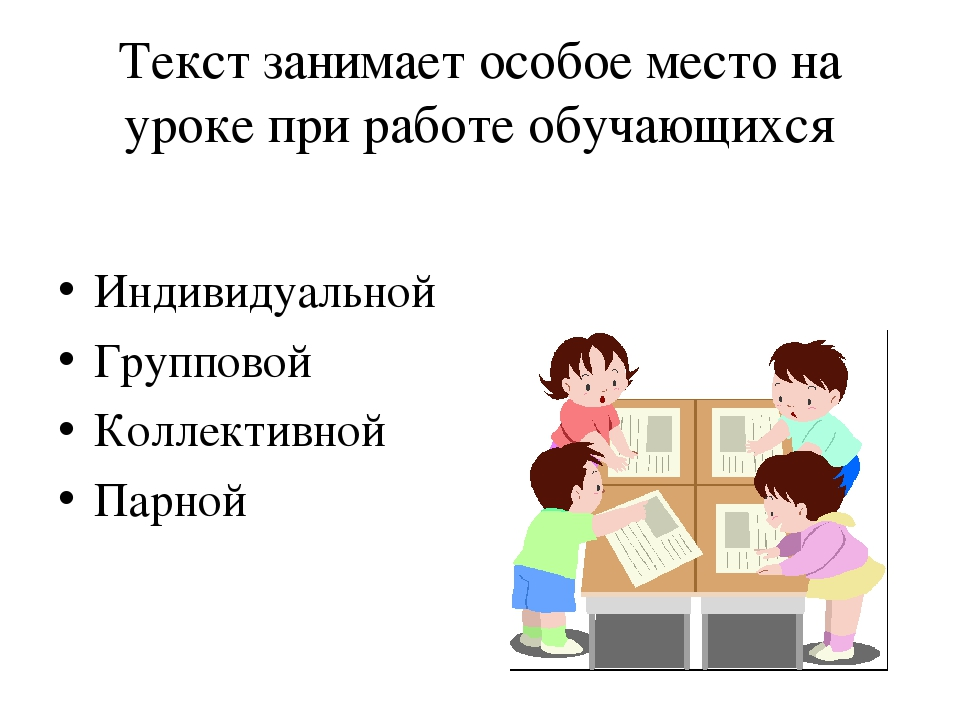 Текст занимает особое место на
уроке при работе обучающихся
• Индивидуальной
• Групповой
• Коллективной
• Парной